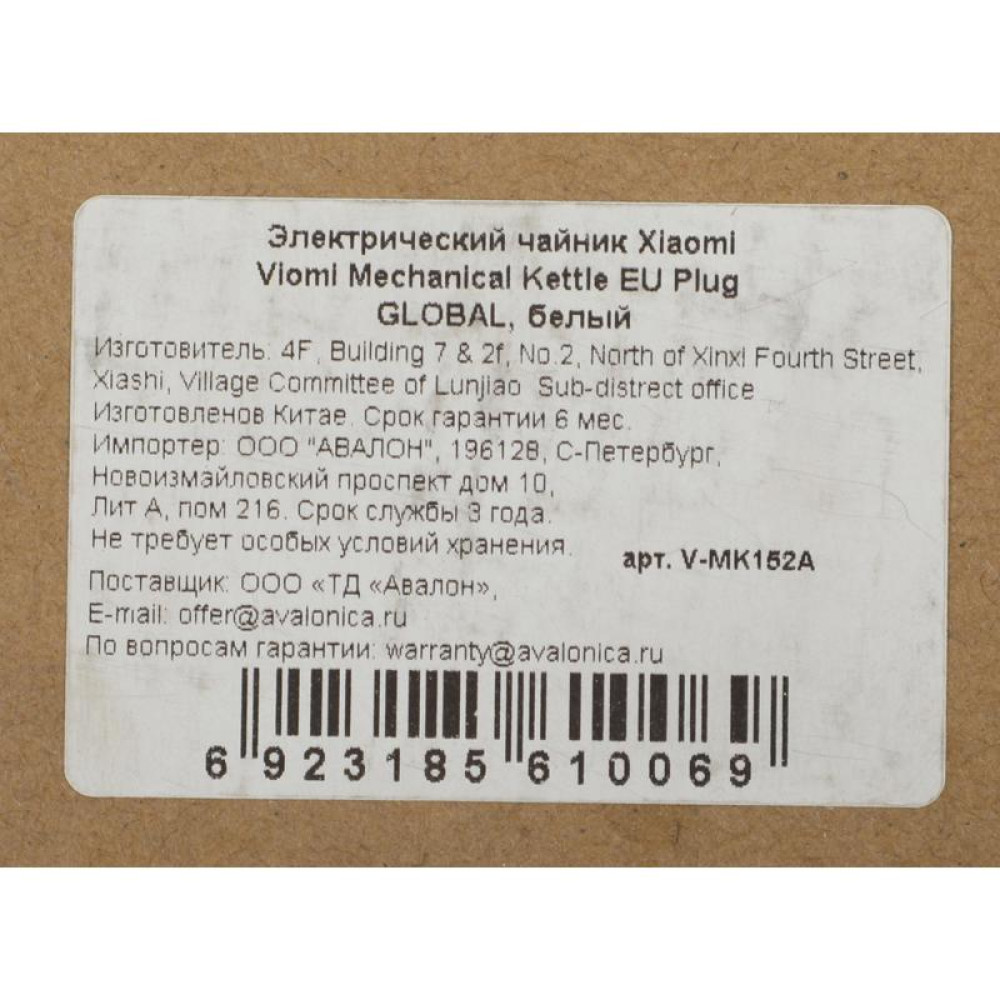 Электрический чайник Xiaomi
Viomi Mechanical Kettle EU Plug
GLOBAL, белый
Изготовитель: 4F, Building 7 & 2f, No.2, North of Xinxi Fourth Street,
Xiashi, Village Committee of Lunjiao Sub-distrect office
Изготовленов Китае. Срок гарантии 6 мес.
Импортер: ООО "АВАЛОН", 196128, С-Петербург,
Новоизмайловский проспект дом 10,
Лит А, пом 216. Срок службы 3 года.
Не требует особых условий хранения.
арт. V-MK152A
Поставщик: ООО «ТД «Авалон»,
E-mail: offer@avalonica.ru
По вопросам гарантии: warranty@avalonica.ru
6 923185 610069